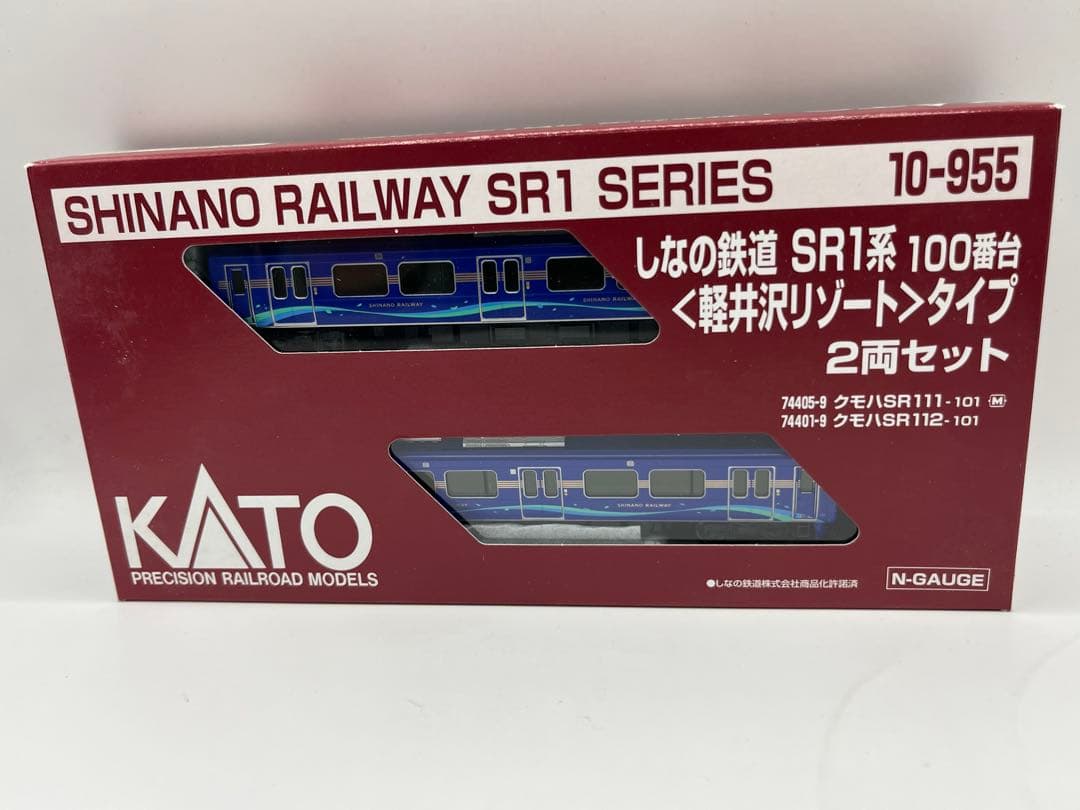 SHINANO RAILWAY SR1 SERIES
10-955
しなの鉄道 SR1系 100番台
<軽井沢リゾート>タイプ
2両セット
74405-9 クモハSR111-101 M
74401-9 クモハSR112-101
SHINANO RAILWAY
SHINANO RAILWAY
KATO
PRECISION RAILROAD MODELS
●しなの鉄道株式会社商品化許諾済
N-GAUGE